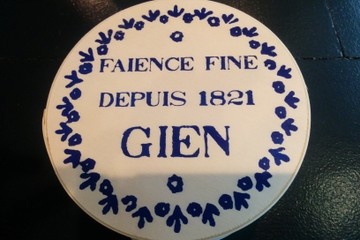 FAIENCE FINE
DEPUIS 1821
GIEN